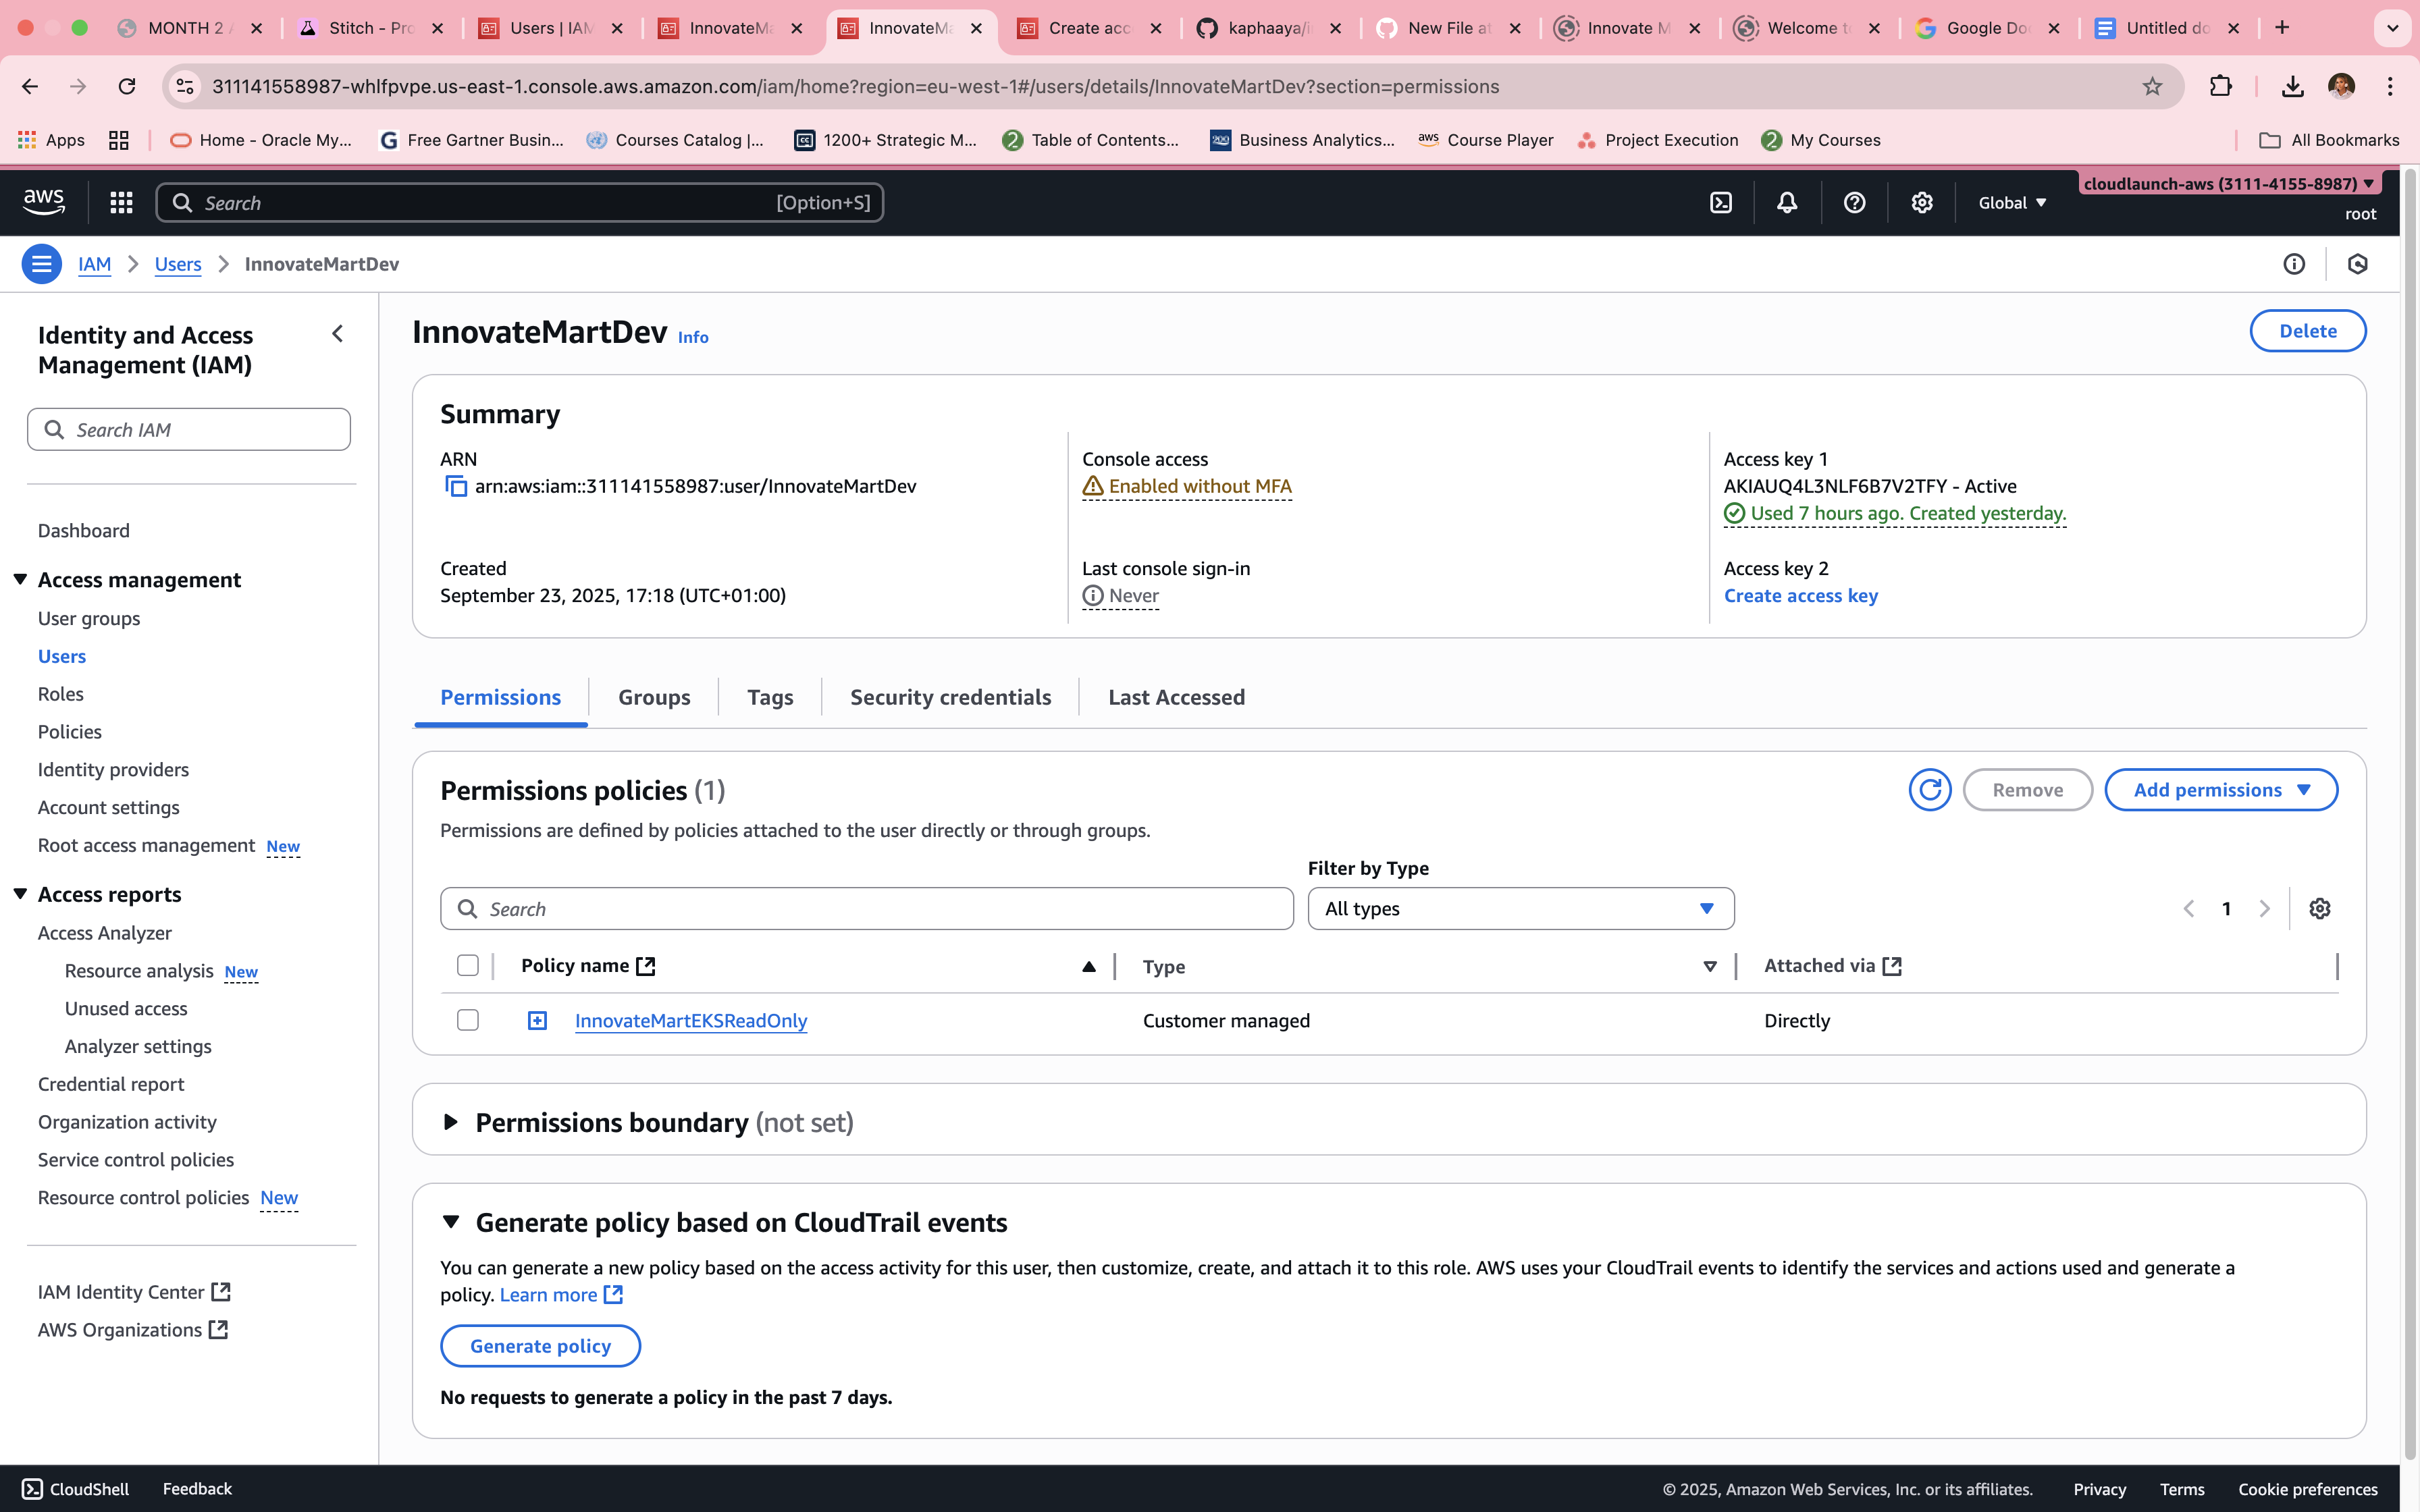 MONTH 2 A
Stitch - Pro
Users | IAM
InnovateMa
InnovateMa
Create acc
kaphaaya/i
New File at
Innovate M
Welcome to
Google Do
Untitled do
311141558987-whlfpvpe.us-east-1.console.aws.amazon.com/iam/home?region=eu-west-1#/users/details/InnovateMartDev?section=permissions
Apps
Home - Oracle My...
Free Gartner Busin...
Courses Catalog |...
1200+ Strategic M...
Table of Contents...
Business Analytics...
aws Course Player
Project Execution
My Courses
All Bookmarks
aws
Search [Option+S]
Global
cloudlaunch-aws (3111-4155-8987)
root
IAM > Users > InnovateMartDev
Identity and Access
Management (IAM)
Search IAM
Dashboard
Access management
User groups
Users
Roles
Policies
Identity providers
Account settings
Root access management New
Access reports
Access Analyzer
Resource analysis New
Unused access
Analyzer settings
Credential report
Organization activity
Service control policies
Resource control policies New
IAM Identity Center
AWS Organizations
InnovateMartDev Info
Delete
Summary
ARN
arn:aws:iam::311141558987:user/InnovateMartDev
Console access
Enabled without MFA
Access key 1
AKIAUQ4L3NLF6B7V2TFY - Active
Used 7 hours ago. Created yesterday.
Created
September 23, 2025, 17:18 (UTC+01:00)
Last console sign-in
Never
Access key 2
Create access key
Permissions
Groups
Tags
Security credentials
Last Accessed
Permissions policies (1)
Remove
Add permissions
Permissions are defined by policies attached to the user directly or through groups.
Filter by Type
Search
All types
1
Policy name
Type
Attached via
InnovateMartEKSReadOnly
Customer managed
Directly
Permissions boundary (not set)
Generate policy based on CloudTrail events
You can generate a new policy based on the access activity for this user, then customize, create, and attach it to this role. AWS uses your CloudTrail events to identify the services and actions used and generate a
policy. Learn more
Generate policy
No requests to generate a policy in the past 7 days.
CloudShell
Feedback
© 2025, Amazon Web Services, Inc. or its affiliates.
Privacy
Terms
Cookie preferences